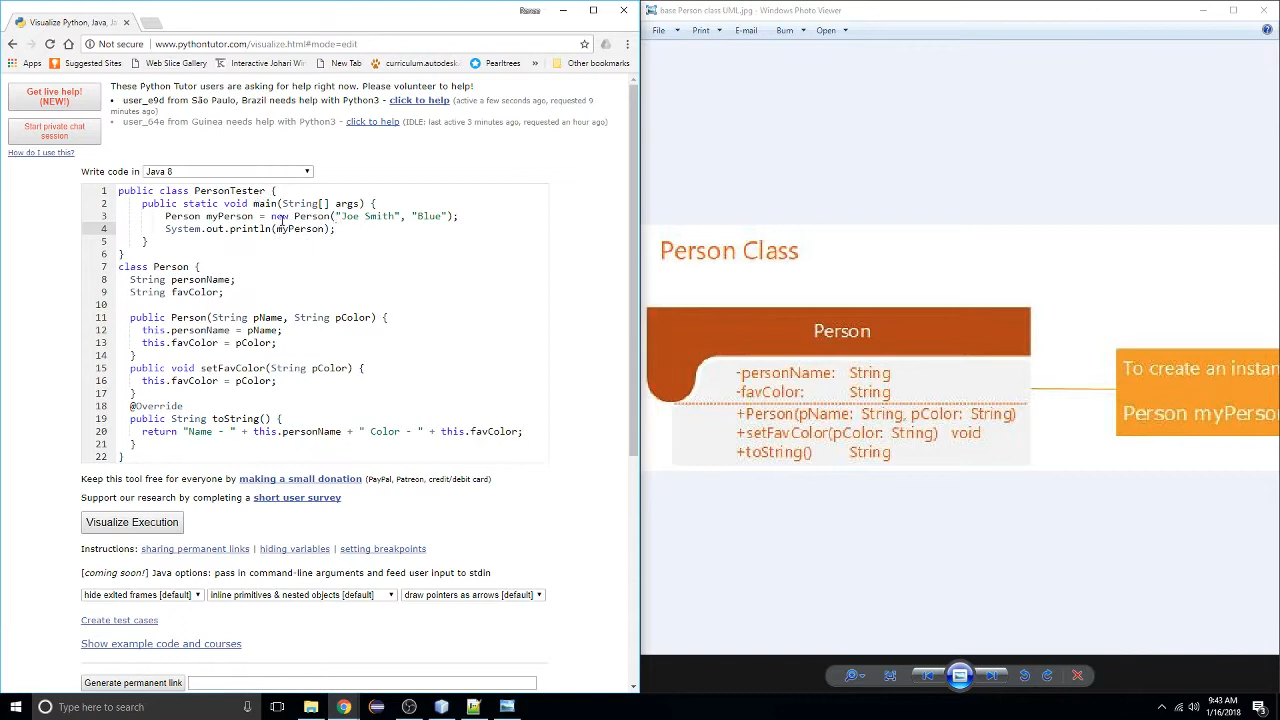 Renee
Visualize Python, Java, Ja
Not secure
www.pythontutor.com/visualize.html#mode=edit
Apps
Suggested Sites
Web Slice Gallery
Interactive Johari Win
New Tab
curriculum.autodesk.
Pearltrees
»
Other bookmarks
Get live help!
(NEW!)
Start private chat
session
How do I use this?
These Python Tutor users are asking for help right now. Please volunteer to help!
• user_e9d from São Paulo, Brazil needs help with Python3 - click to help (active a few seconds ago, requested 9
minutes ago)
• user_64e from Guinea needs help with Python3 - click to help (IDLE: last active 3 minutes ago, requested an hour ago)
Write code in Java 8
1 public class PersonTester {
2 public static void main(String[] args) {
3 Person myPerson = new Person("Joe Smith", "Blue");
4 System.out.println(myPerson);
5 }
6 }
7 class Person {
8 String personName;
9 String favColor;
10
11 public Person(String pName, String pColor) {
12 this.personName = pName;
13 this.favColor = pColor;
14 }
15 public void setFavColor(String pColor) {
16 this.favColor = pColor;
17 }
18 @Override
19 public String toString() {
20 return "Name - " + this.personName + " Color - " + this.favColor;
21 }
22 }
Keep this tool free for everyone by making a small donation (PayPal, Patreon, credit/debit card)
Support our research by completing a short user survey
Visualize Execution
Instructions: sharing permanent links | hiding variables | setting breakpoints
[coming soon!] Java options: pass in command-line arguments and feed user input to stdin
hide exited frames [default]
inline primitives & nested objects [default]
draw pointers as arrows [default]
Create test cases
Show example code and courses
Generate permanent link
base Person class UML.jpg - Windows Photo Viewer
File
Print
E-mail
Burn
Open
Person Class
Person
-personName: String
-favColor: String
+Person(pName: String, pColor: String)
+setFavColor(pColor: String) void
+toString() String
To create an instan
Person myPerso
Type here to search
9:43 AM
1/16/2018